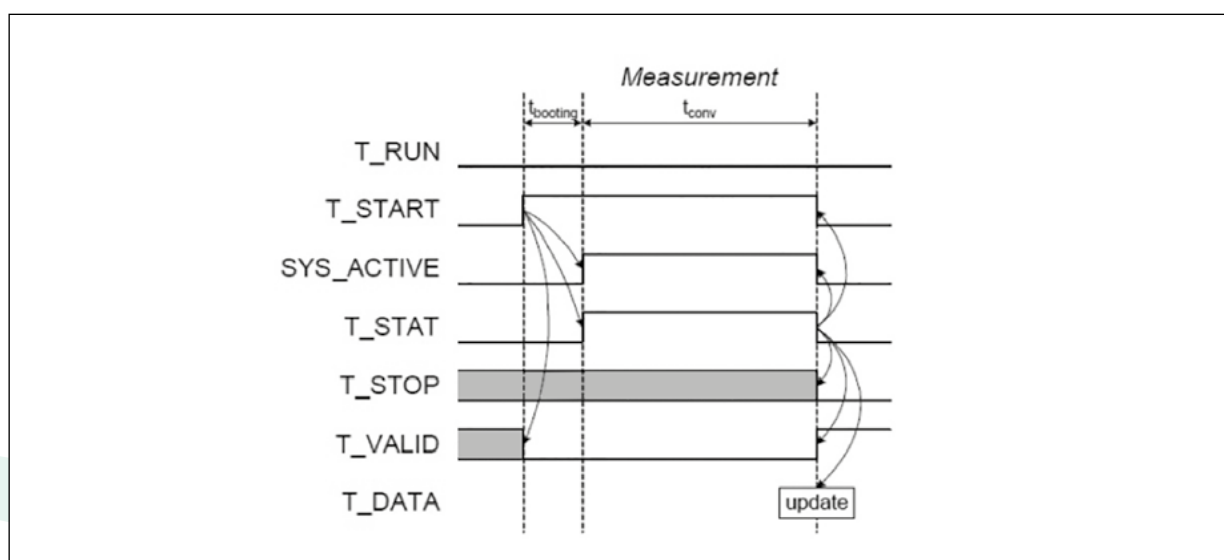 Measurement
tbooting
tconv
T_RUN
T_START
SYS_ACTIVE
T_STAT
T_STOP
T_VALID
T_DATA
update